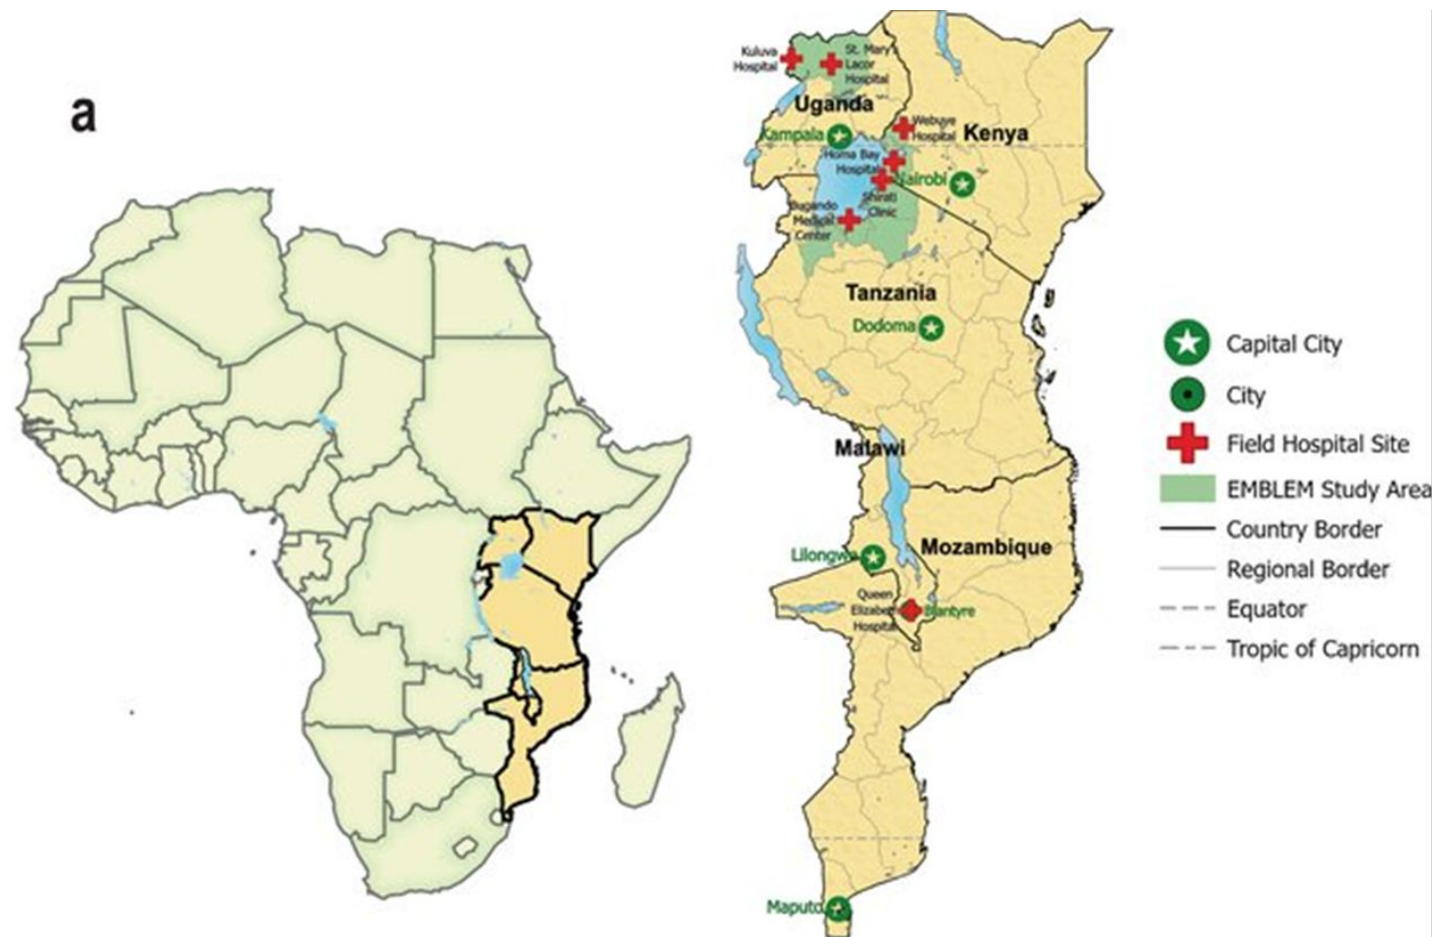 a
Kuluva
Hospital
St. Mary's
Lacor
Hospital
Uganda
Kampala
Webuye
Hospital
Kenya
Homa Bay
Hospital
Nairobi
Shirati
Clinic
Bugando
Medical
Center
Tanzania
Dodoma
Malawi
Lilongwe
Mozambique
Queen
Elizabeth
Hospital
Blantyre
Maputo
Capital City
City
Field Hospital Site
EMBLEM Study Area
Country Border
Regional Border
Equator
Tropic of Capricorn